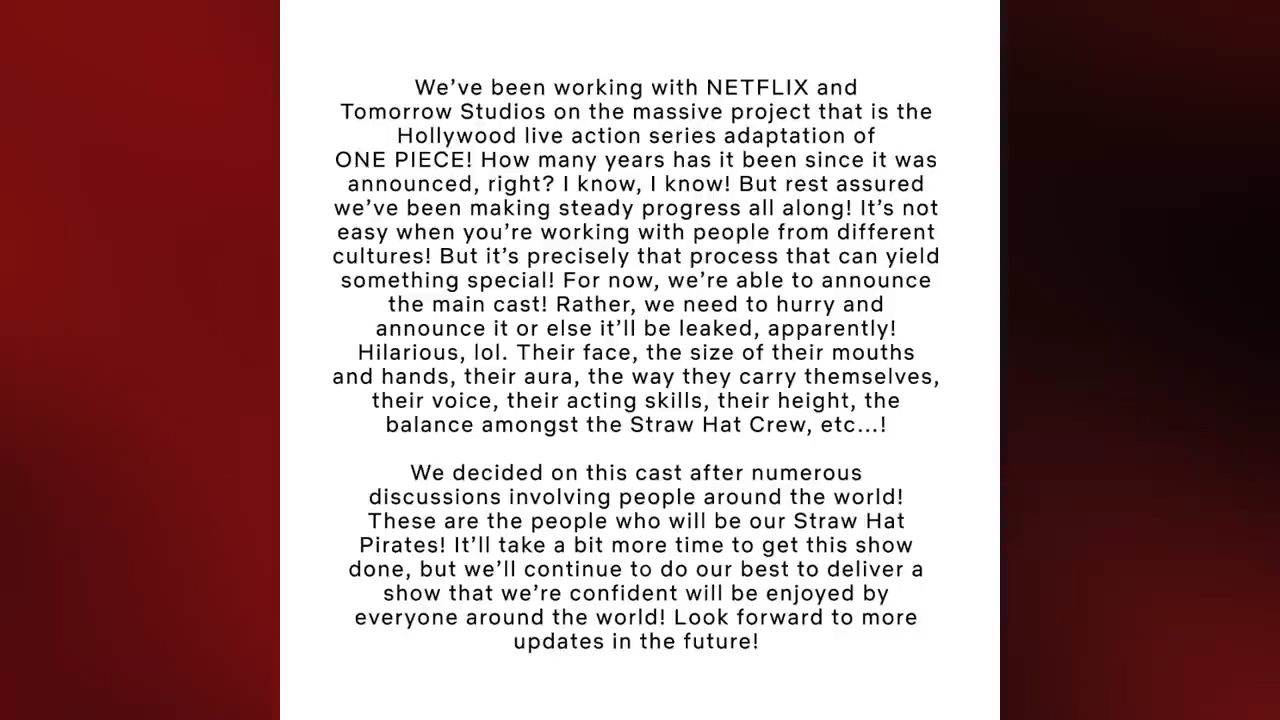 We've been working with NETFLIX and
Tomorrow Studios on the massive project that is the
Hollywood live action series adaptation of
ONE PIECE! How many years has it been since it was
announced, right? I know, I know! But rest assured
we've been making steady progress all along! It's not
easy when you're working with people from different
cultures! But it's precisely that process that can yield
something special! For now, we're able to announce
the main cast! Rather, we need to hurry and
announce it or else it'll be leaked, apparently!
Hilarious, lol. Their face, the size of their mouths
and hands, their aura, the way they carry themselves,
their voice, their acting skills, their height, the
balance amongst the Straw Hat Crew, etc...!
We decided on this cast after numerous
discussions involving people around the world!
These are the people who will be our Straw Hat
Pirates! It'll take a bit more time to get this show
done, but we'll continue to do our best to deliver a
show that we're confident will be enjoyed by
everyone around the world! Look forward to more
updates in the future!